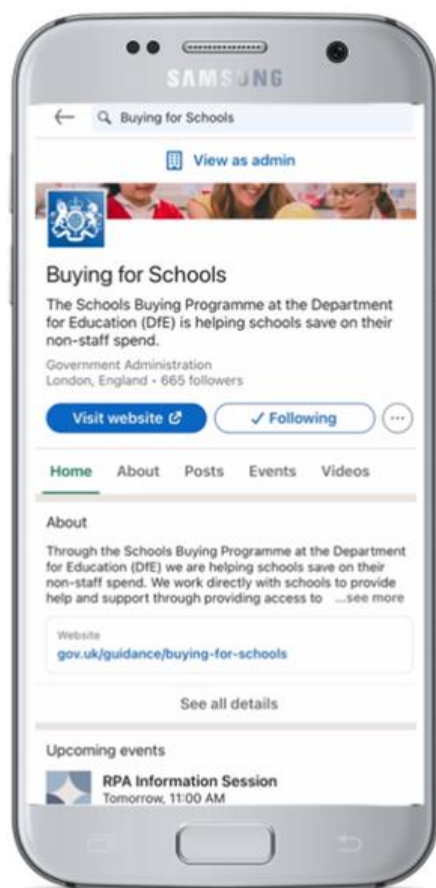 SAMSUNG
Buying for Schools
View as admin
Buying for Schools
The Schools Buying Programme at the Department
for Education (DfE) is helping schools save on their
non-staff spend.
Government Administration
London, England • 665 followers
Visit website
✓ Following
Home About Posts Events Videos
About
Through the Schools Buying Programme at the Department
for Education (DfE) we are helping schools save on their
non-staff spend. We work directly with schools to provide
help and support through providing access to ...see more
Website
gov.uk/guidance/buying-for-schools
See all details
Upcoming events
RPA Information Session
Tomorrow, 11:00 AM